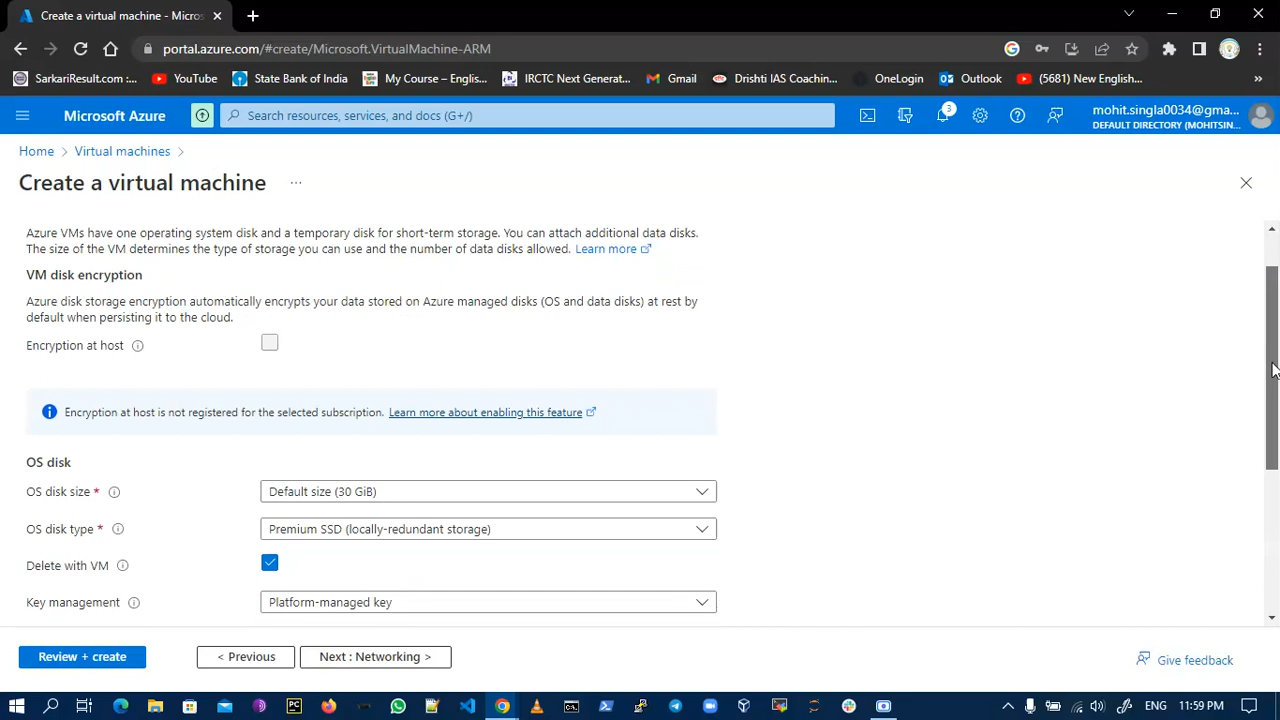 Create a virtual machine - Micros
portal.azure.com/#create/Microsoft.VirtualMachine-ARM
SarkariResult.com :... YouTube State Bank of India My Course – Englis... IRCTC Next Generat... Gmail Drishti IAS Coachin... OneLogin Outlook (5681) New English... »
Microsoft Azure
Search resources, services, and docs (G+/)
3
mohit.singla0034@gma...
DEFAULT DIRECTORY (MOHITSIN...
Home > Virtual machines >
Create a virtual machine ...
Azure VMs have one operating system disk and a temporary disk for short-term storage. You can attach additional data disks.
The size of the VM determines the type of storage you can use and the number of data disks allowed. Learn more
VM disk encryption
Azure disk storage encryption automatically encrypts your data stored on Azure managed disks (OS and data disks) at rest by
default when persisting it to the cloud.
Encryption at host
Encryption at host is not registered for the selected subscription. Learn more about enabling this feature
OS disk
OS disk size * Default size (30 GiB)
OS disk type * Premium SSD (locally-redundant storage)
Delete with VM
Key management Platform-managed key
Review + create < Previous Next : Networking > Give feedback
PC ENG 11:59 PM